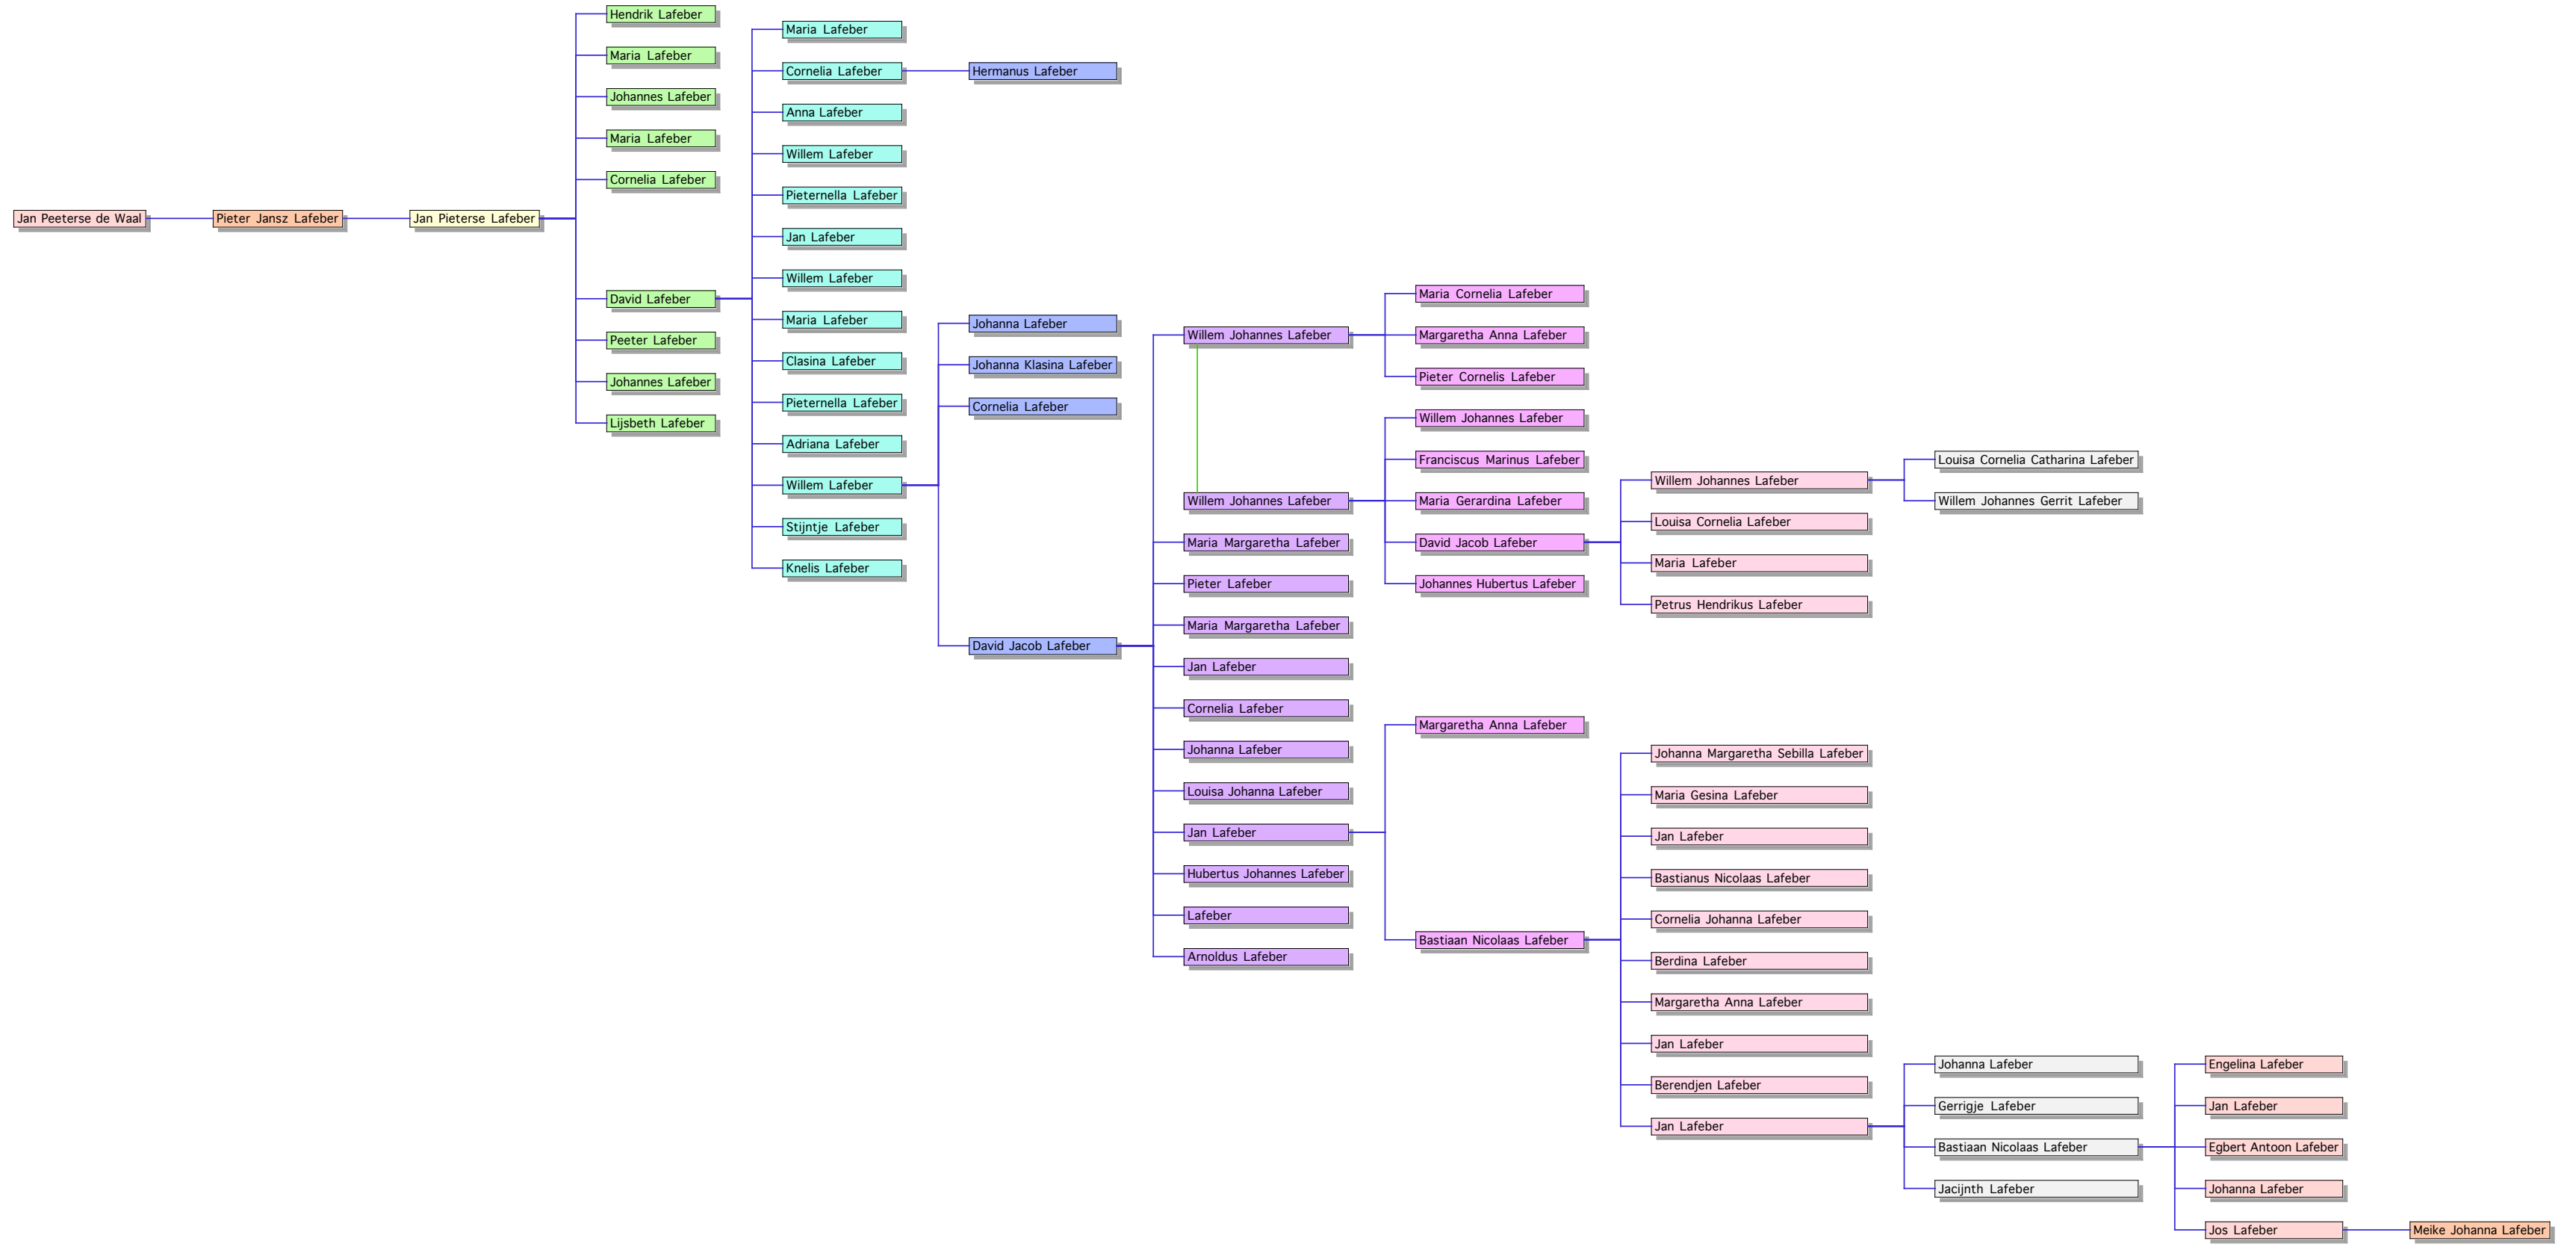 Jan Peeterse de Waal
Pieter Jansz Lafeber
Jan Pieterse Lafeber
Hendrik Lafeber
Maria Lafeber
Johannes Lafeber
Maria Lafeber
Cornelia Lafeber
David Lafeber
Peeter Lafeber
Johannes Lafeber
Lijsbeth Lafeber
Maria Lafeber
Cornelia Lafeber
Anna Lafeber
Willem Lafeber
Pieternella Lafeber
Jan Lafeber
Willem Lafeber
Maria Lafeber
Clasina Lafeber
Pieternella Lafeber
Adriana Lafeber
Willem Lafeber
Stijntje Lafeber
Knelis Lafeber
Hermanus Lafeber
Johanna Lafeber
Johanna Klasina Lafeber
Cornelia Lafeber
David Jacob Lafeber
Willem Johannes Lafeber
Willem Johannes Lafeber
Maria Margaretha Lafeber
Pieter Lafeber
Maria Margaretha Lafeber
Jan Lafeber
Cornelia Lafeber
Johanna Lafeber
Louisa Johanna Lafeber
Jan Lafeber
Hubertus Johannes Lafeber
Lafeber
Arnoldus Lafeber
Maria Cornelia Lafeber
Margaretha Anna Lafeber
Pieter Cornelis Lafeber
Willem Johannes Lafeber
Franciscus Marinus Lafeber
Maria Gerardina Lafeber
David Jacob Lafeber
Johannes Hubertus Lafeber
Margaretha Anna Lafeber
Bastiaan Nicolaas Lafeber
Willem Johannes Lafeber
Louisa Cornelia Lafeber
Maria Lafeber
Petrus Hendrikus Lafeber
Johanna Margaretha Sebilla Lafeber
Maria Gesina Lafeber
Jan Lafeber
Bastianus Nicolaas Lafeber
Cornelia Johanna Lafeber
Berdina Lafeber
Margaretha Anna Lafeber
Jan Lafeber
Berendjen Lafeber
Jan Lafeber
Louisa Cornelia Catharina Lafeber
Willem Johannes Gerrit Lafeber
Johanna Lafeber
Gerrigje Lafeber
Bastiaan Nicolaas Lafeber
Jacijnth Lafeber
Engelina Lafeber
Jan Lafeber
Egbert Antoon Lafeber
Johanna Lafeber
Jos Lafeber
Meike Johanna Lafeber